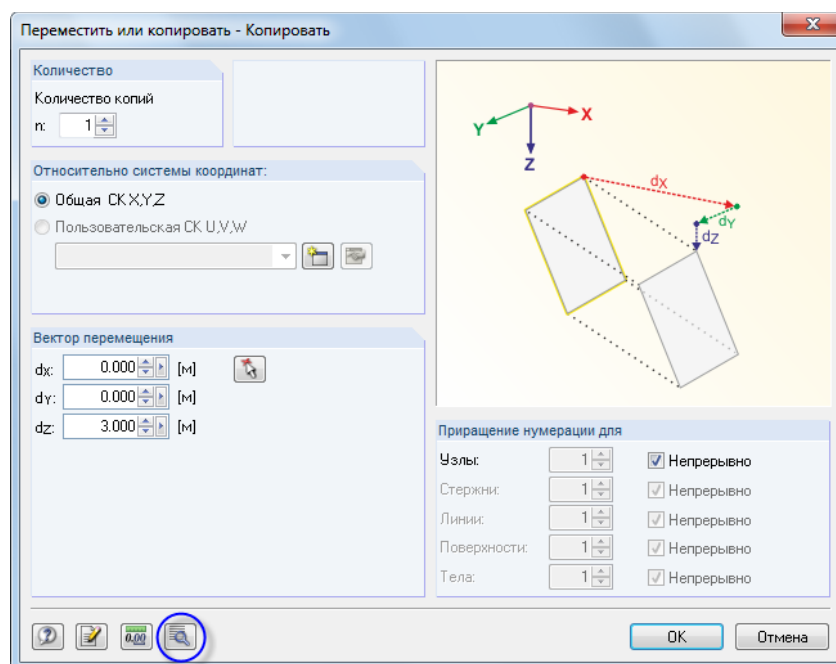 Переместить или копировать - Копировать
Количество
Количество копий
n: 1
Относительно системы координат:
Общая СК X,Y,Z
Пользовательская СК U,V,W
Вектор перемещения
dX: 0.000 [м]
dY: 0.000 [м]
dZ: 3.000 [м]
X
Y
Z
dX
dY
dZ
Приращение нумерации для
Узлы: 1 Непрерывно
Стержни: 1 Непрерывно
Линии: 1 Непрерывно
Поверхности: 1 Непрерывно
Тела: 1 Непрерывно
0.00
OK
Отмена